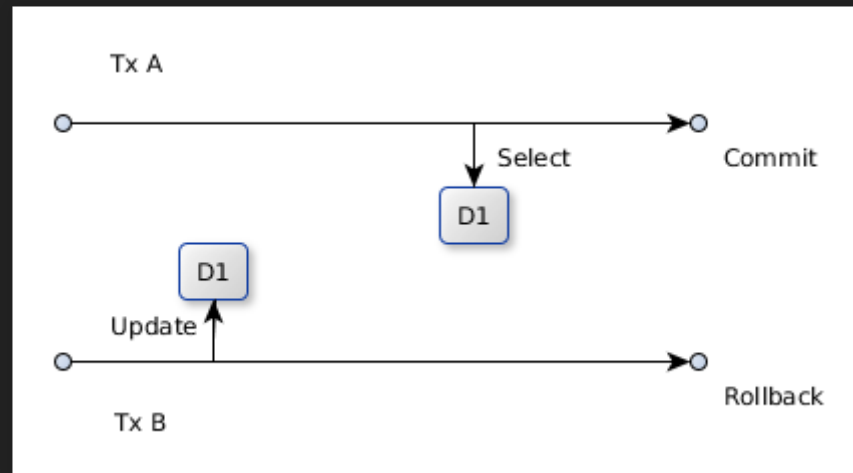 Tx A
Select
Commit
D1
D1
Update
Rollback
Tx B